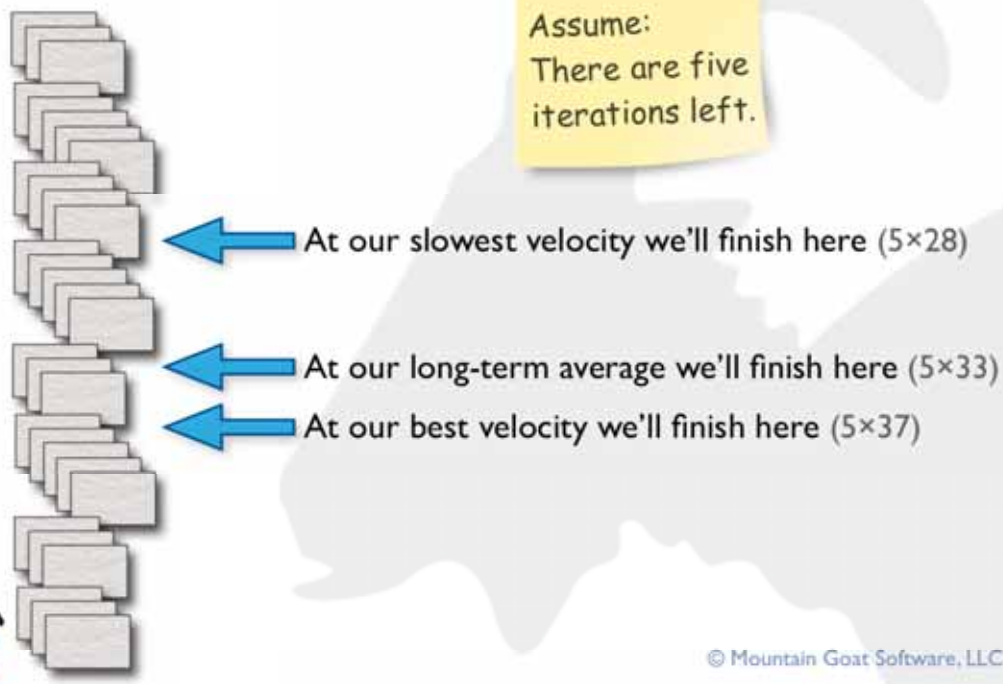 Assume:
There are five
iterations left.
At our slowest velocity we'll finish here (5×28)
At our long-term average we'll finish here (5×33)
At our best velocity we'll finish here (5×37)
© Mountain Goat Software, LLC